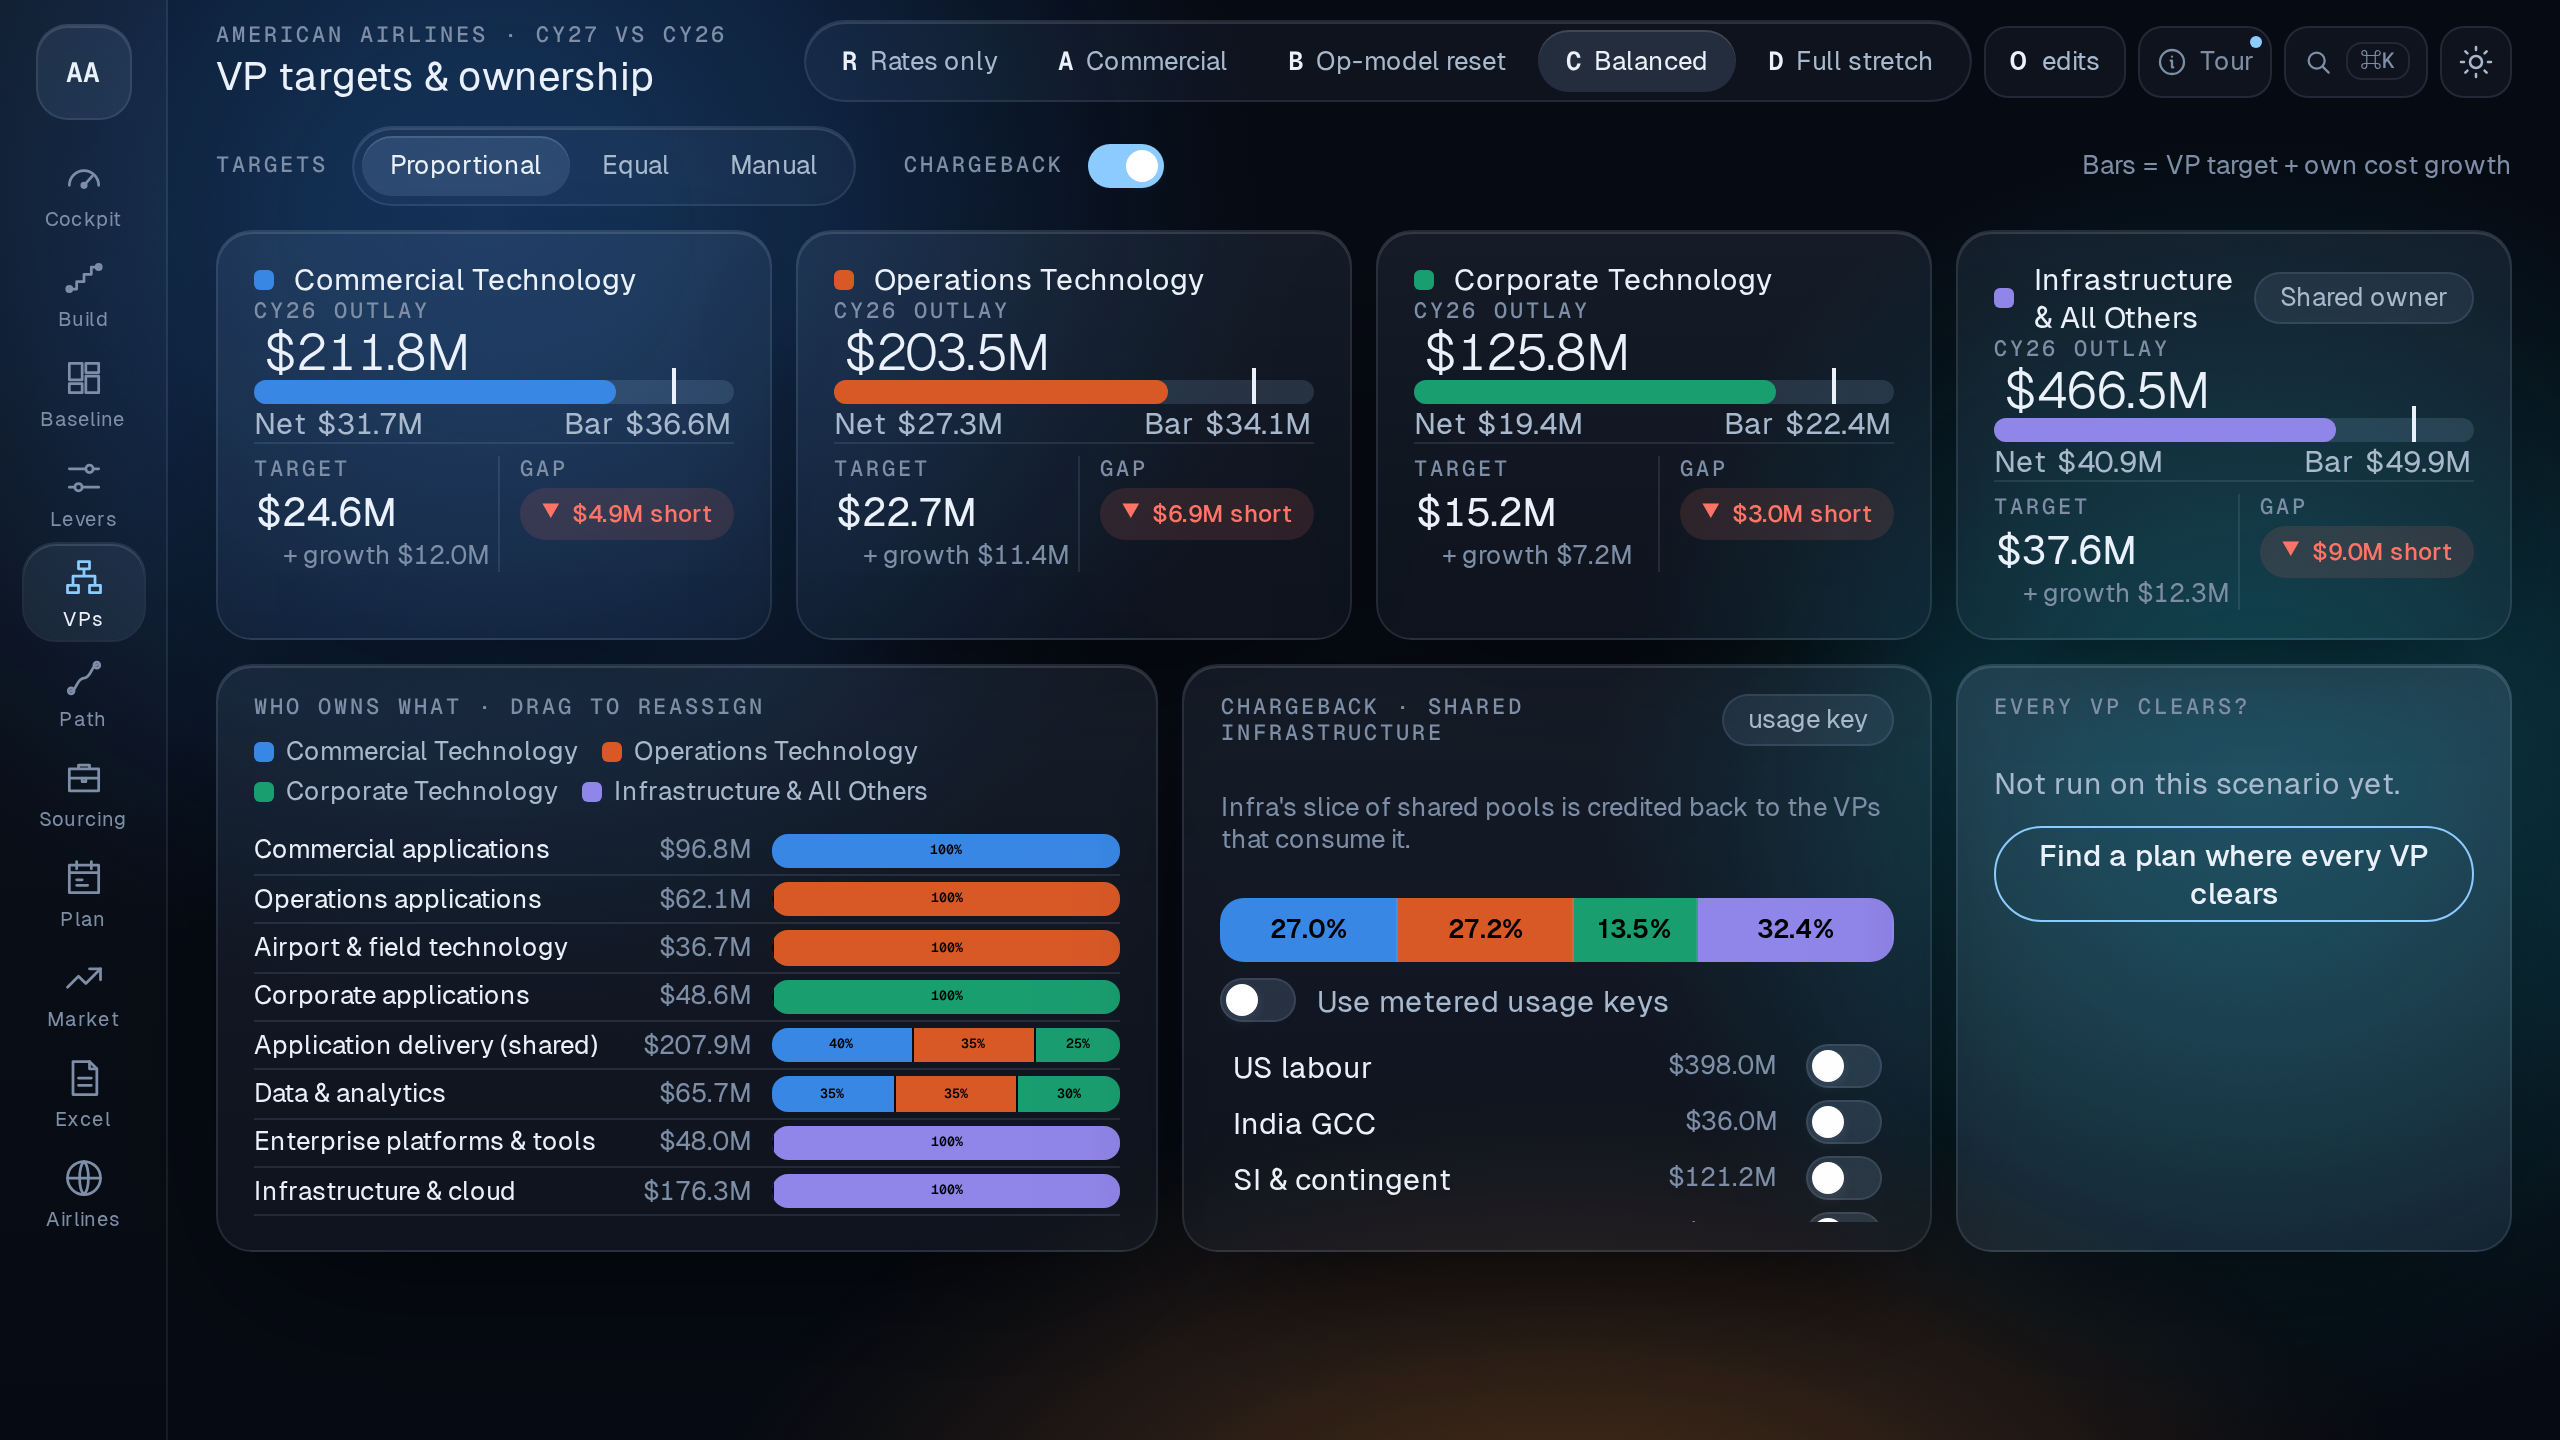 AA
AMERICAN AIRLINES · CY27 VS CY26
VP targets & ownership
R Rates only
A Commercial
B Op-model reset
C Balanced
D Full stretch
0 edits
Tour
⌘K
TARGETS
Proportional
Equal
Manual
CHARGEBACK
Bars = VP target + own cost growth
Cockpit
Build
Baseline
Levers
VPs
Path
Sourcing
Plan
Market
Excel
Airlines
Commercial Technology
CY26 OUTLAY
$211.8M
Net $31.7M
Bar $36.6M
TARGET
$24.6M
+ growth $12.0M
GAP
▼ $4.9M short
Operations Technology
CY26 OUTLAY
$203.5M
Net $27.3M
Bar $34.1M
TARGET
$22.7M
+ growth $11.4M
GAP
▼ $6.9M short
Corporate Technology
CY26 OUTLAY
$125.8M
Net $19.4M
Bar $22.4M
TARGET
$15.2M
+ growth $7.2M
GAP
▼ $3.0M short
Infrastructure
& All Others
Shared owner
CY26 OUTLAY
$466.5M
Net $40.9M
Bar $49.9M
TARGET
$37.6M
+ growth $12.3M
GAP
▼ $9.0M short
WHO OWNS WHAT · DRAG TO REASSIGN
Commercial Technology
Operations Technology
Corporate Technology
Infrastructure & All Others
Commercial applications $96.8M 100%
Operations applications $62.1M 100%
Airport & field technology $36.7M 100%
Corporate applications $48.6M 100%
Application delivery (shared) $207.9M 40% 35% 25%
Data & analytics $65.7M 35% 35% 30%
Enterprise platforms & tools $48.0M 100%
Infrastructure & cloud $176.3M 100%
CHARGEBACK · SHARED
INFRASTRUCTURE
usage key
Infra's slice of shared pools is credited back to the VPs
that consume it.
27.0% 27.2% 13.5% 32.4%
Use metered usage keys
US labour $398.0M
India GCC $36.0M
SI & contingent $121.2M
EVERY VP CLEARS?
Not run on this scenario yet.
Find a plan where every VP
clears